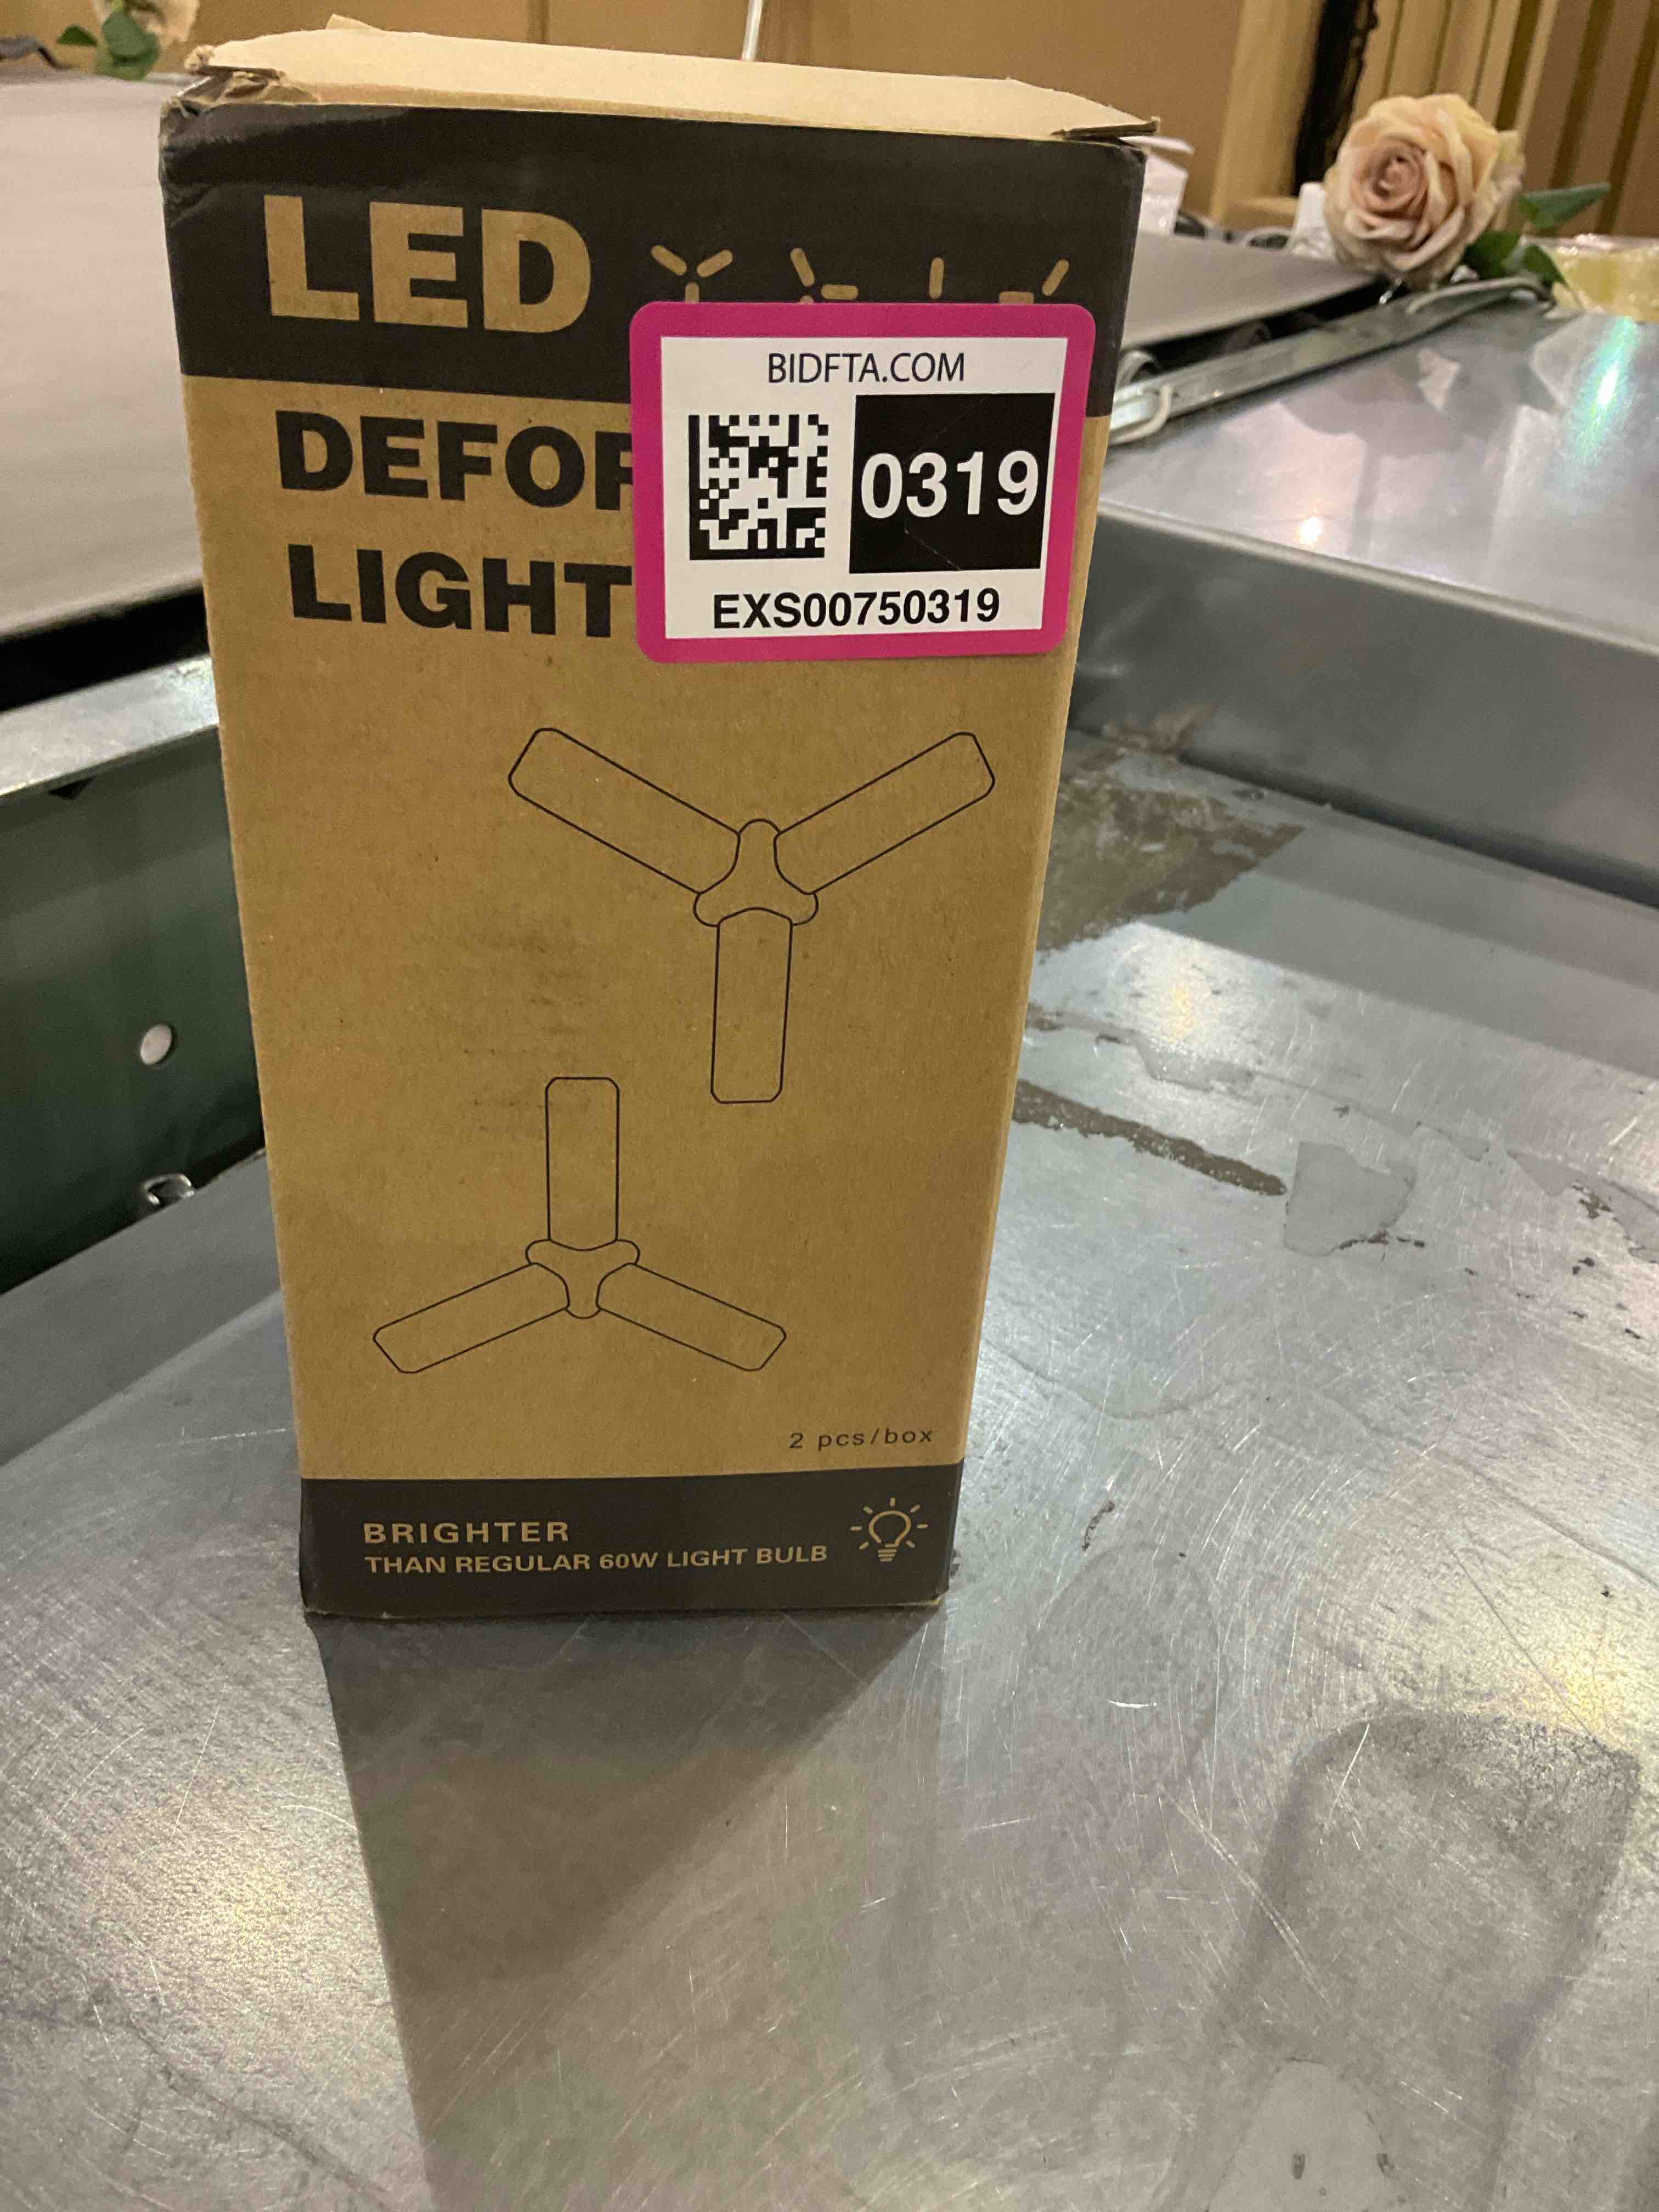 LED
BIDFTA.COM
0319
EXS00750319
DEFOR
LIGHT
2 pcs/box
BRIGHTER
THAN REGULAR 60W LIGHT BULB